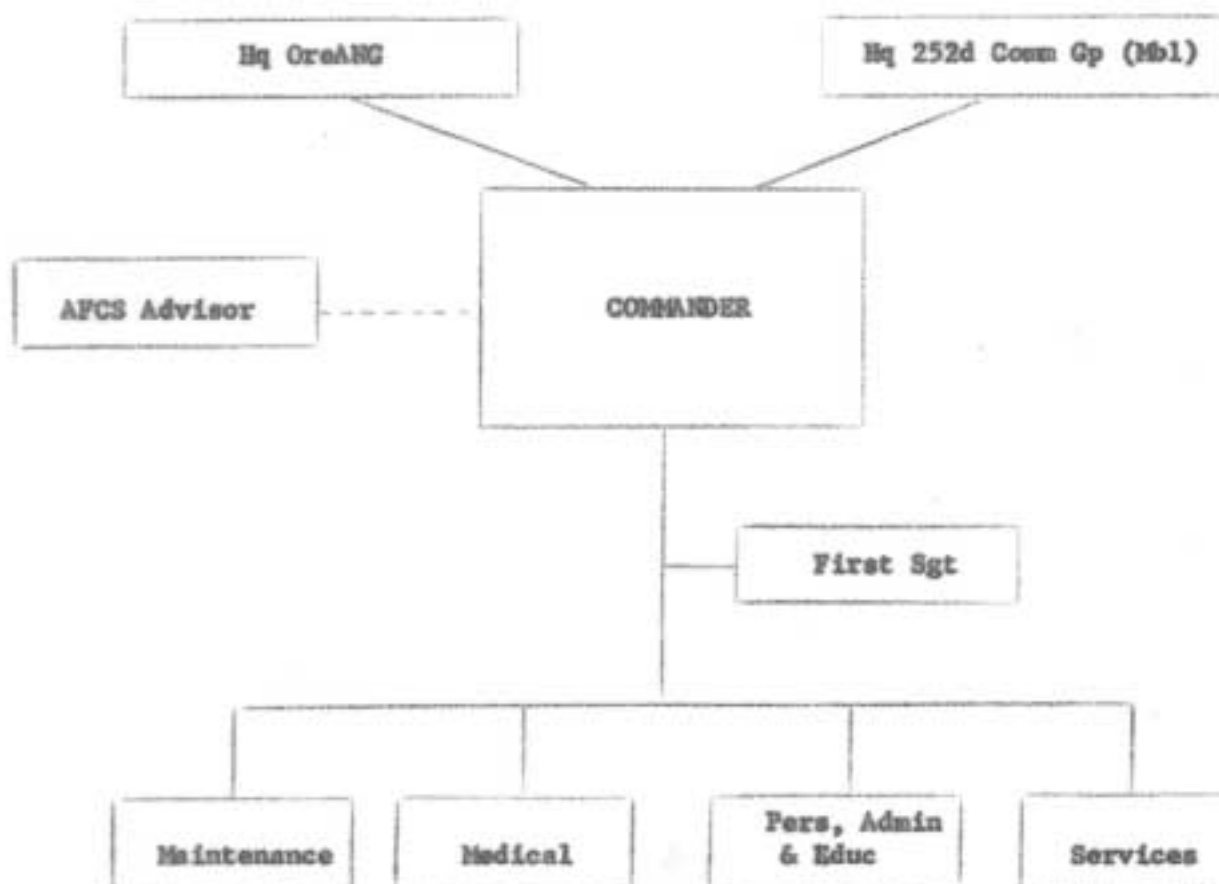 Hq OreANG
Hq 252d Comm Gp (Mbl)
AFCS Advisor
COMMANDER
First Sgt
Maintenance
Medical
Pers, Admin
& Educ
Services